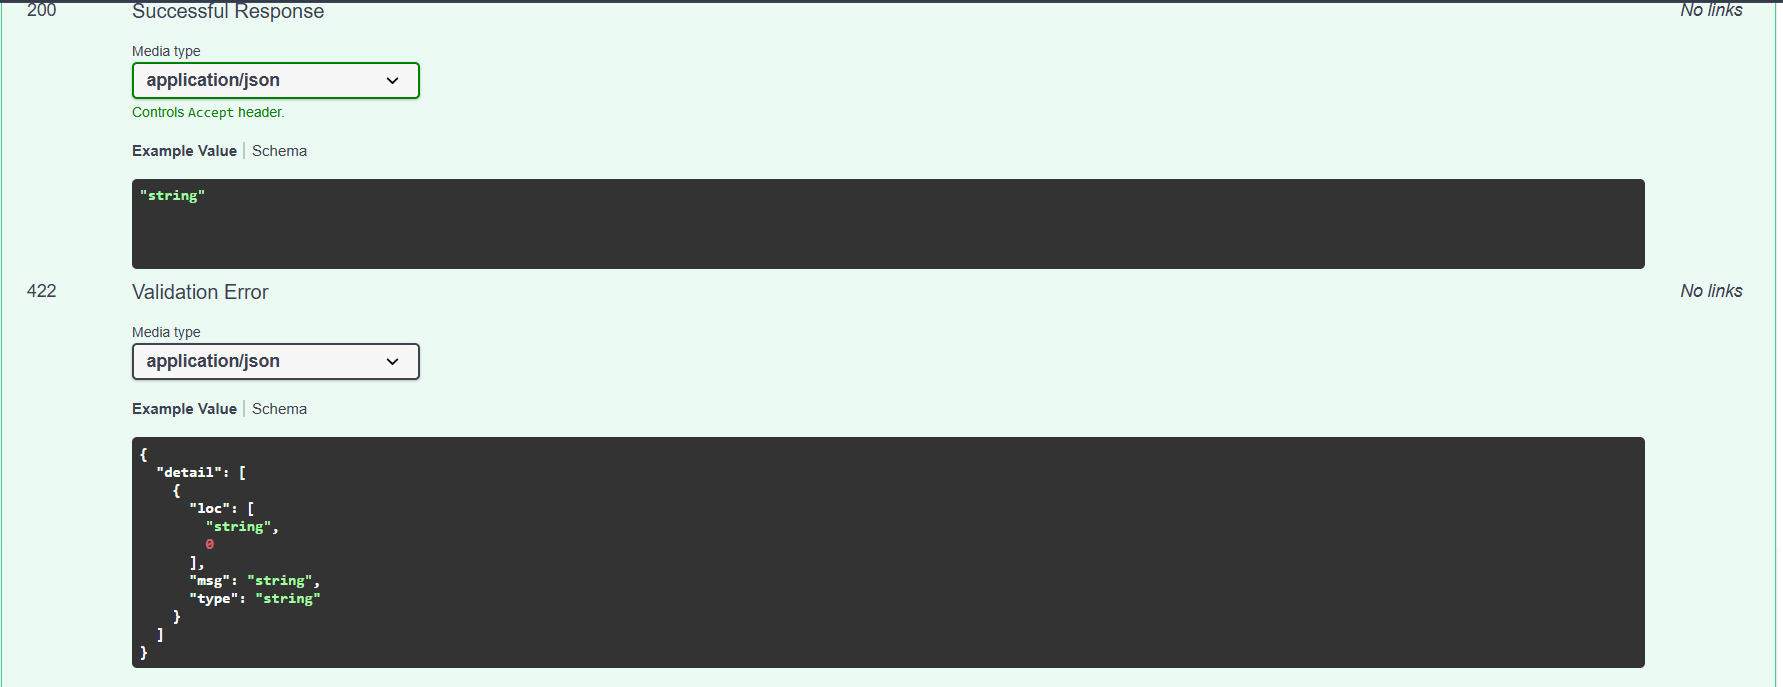 200 Successful Response No links
Media type
application/json
Controls Accept header.
Example Value Schema
"string"
422 Validation Error No links
Media type
application/json
Example Value Schema
{
  "detail": [
    {
      "loc": [
        "string",
        0
      ],
      "msg": "string",
      "type": "string"
    }
  ]
}